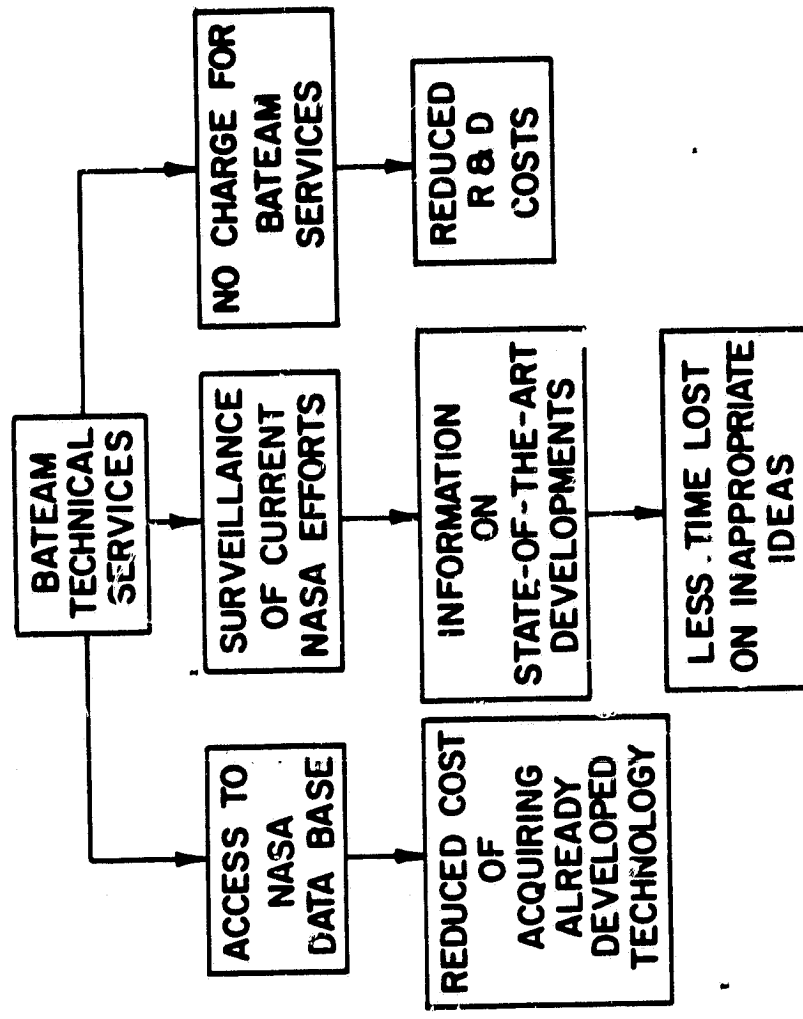 BATEAM
TECHNICAL
SERVICES
ACCESS TO
NASA
DATA BASE
SURVEILLANCE
OF CURRENT
NASA EFFORTS
NO CHARGE FOR
BATEAM
SERVICES
REDUCED COST
OF
ACQUIRING
ALREADY
DEVELOPED
TECHNOLOGY
INFORMATION
ON
STATE-OF-THE-ART
DEVELOPMENTS
REDUCED
R & D
COSTS
LESS TIME LOST
ON INAPPROPRIATE
IDEAS